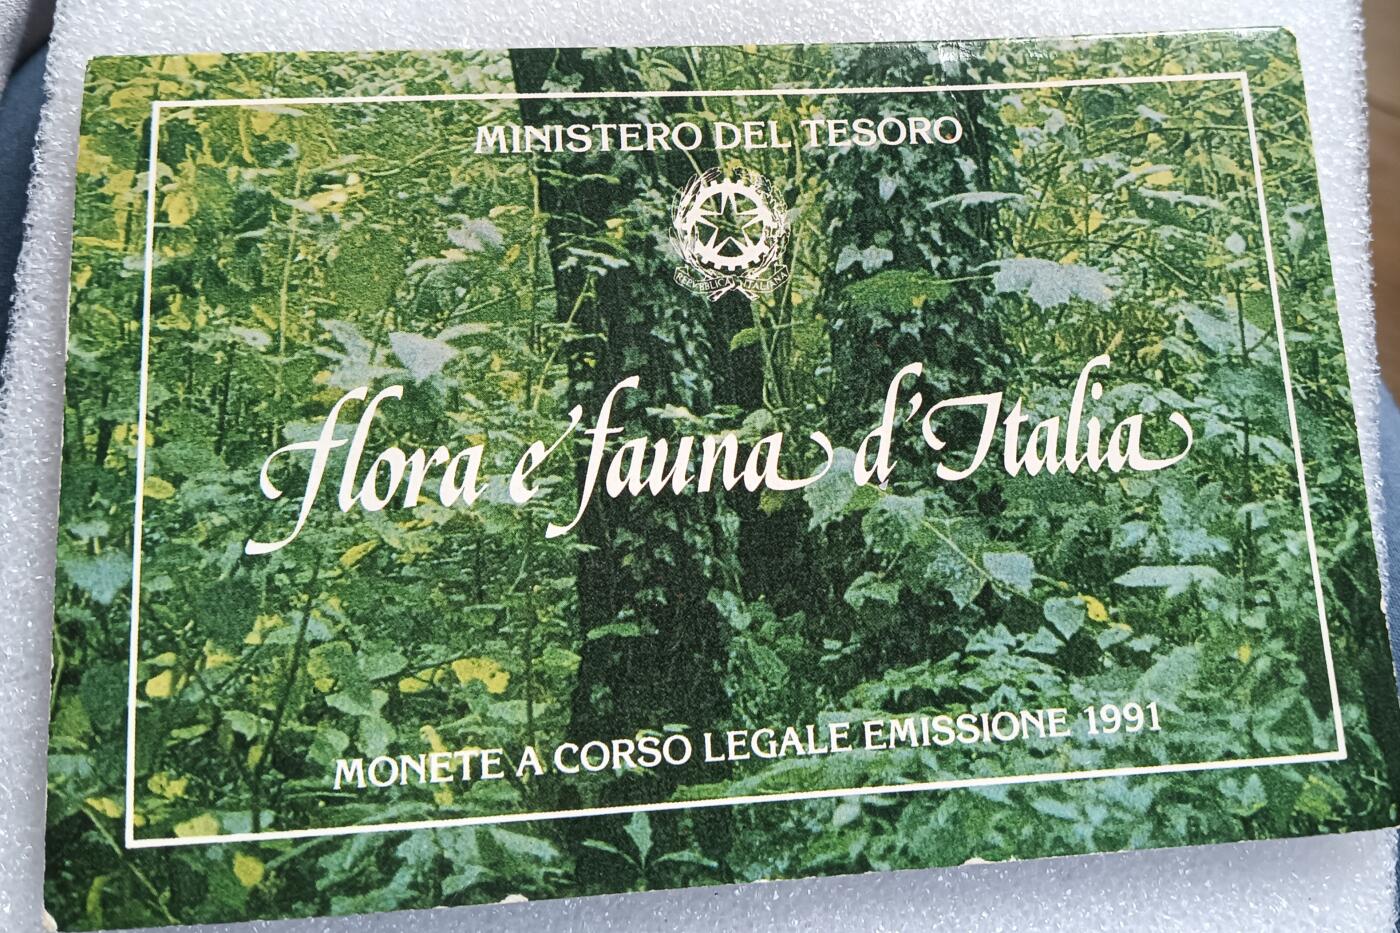 MINISTERO DEL TESORO
REPVBBLICA ITALIANA
flora e fauna d'Italia
MONETE A CORSO LEGALE EMISSIONE 1991